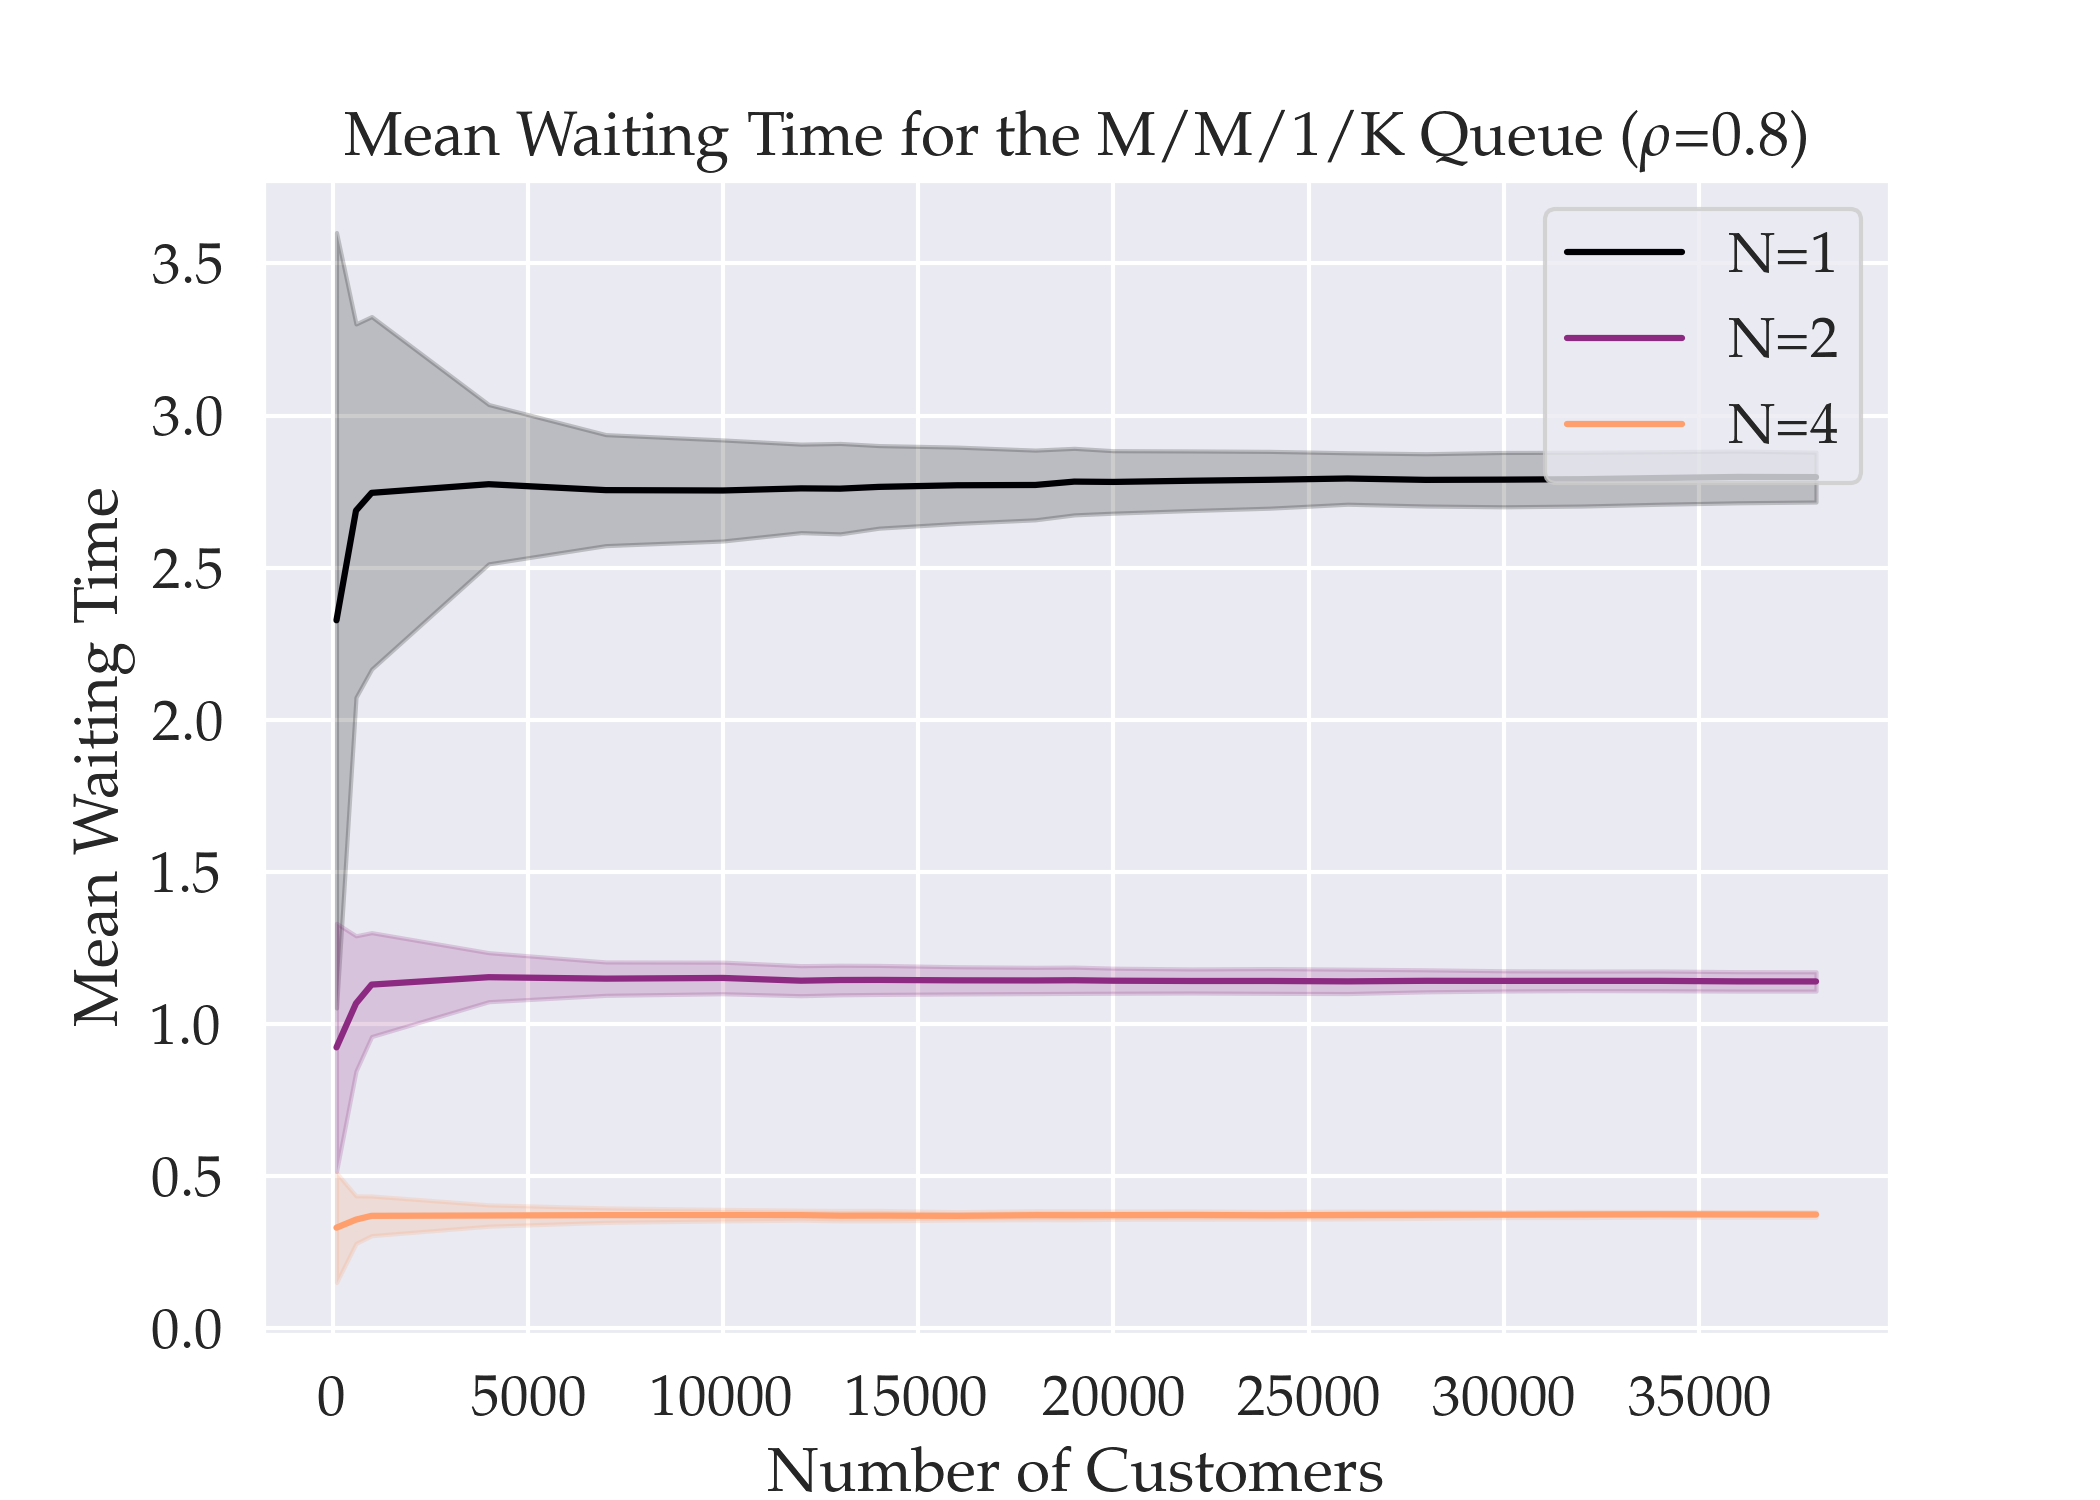 Mean Waiting Time for the M/M/1/K Queue (ρ=0.8)
N=1
N=2
N=4
Mean Waiting Time
3.5
3.0
2.5
2.0
1.5
1.0
0.5
0.0
0 5000 10000 15000 20000 25000 30000 35000
Number of Customers